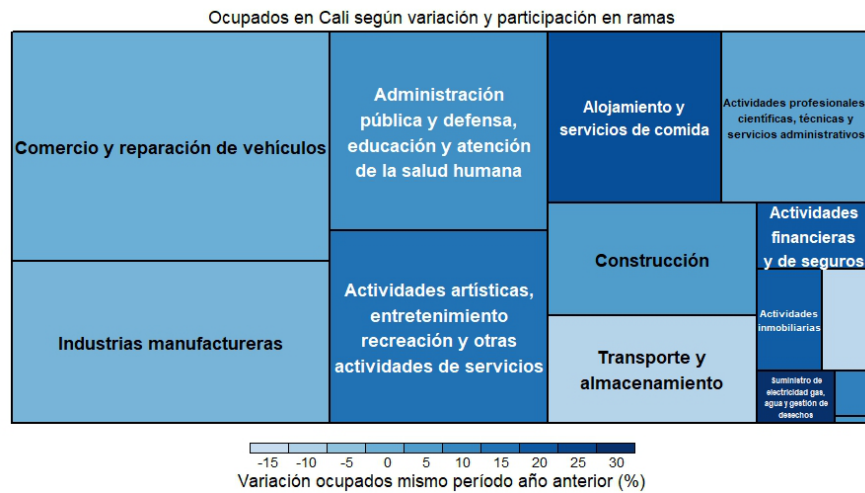 Ocupados en Cali según variación y participación en ramas
Comercio y reparación de vehículos
Industrias manufactureras
Administración
pública y defensa,
educación y atención
de la salud humana
Actividades artísticas,
entretenimiento
recreación y otras
actividades de servicios
Alojamiento y
servicios de comida
Actividades profesionales,
científicas, técnicas y
servicios administrativos
Construcción
Transporte y
almacenamiento
Actividades
financieras
y de seguros
Actividades
inmobiliarias
Suministro de
electricidad gas,
agua y gestión de
desechos
-15 -10 -5 0 5 10 15 20 25 30
Variación ocupados mismo período año anterior (%)